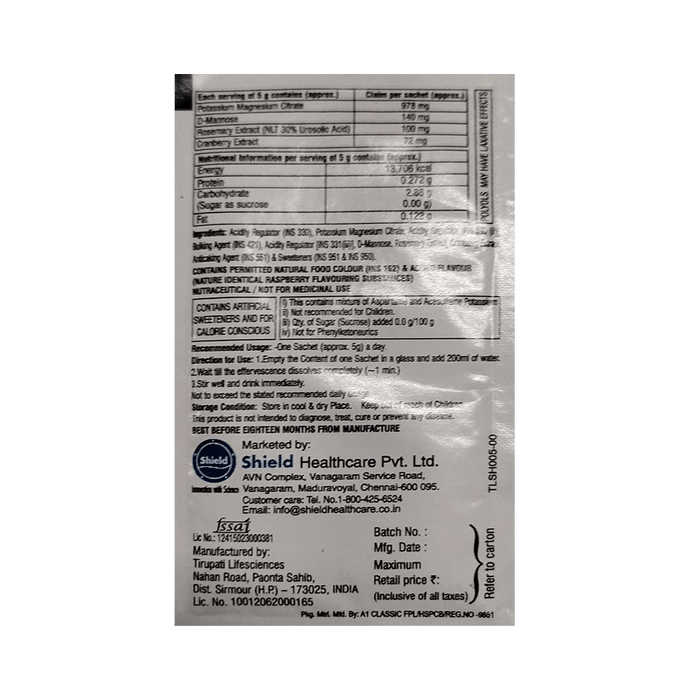 Each serving of 5 g contains (approx.) Claim per sachet (approx.)
Potassium Magnesium Citrate 978 mg
D-Mannose 140 mg
Rosemary Extract (NLT 30% Urosolic Acid) 100 mg
Cranberry Extract 72 mg
Nutritional Information per serving of 5 g contains (approx.)
Energy 13.706 kcal
Protein 0.272 g
Carbohydrate 2.88 g
(Sugar as sucrose 0.00 g)
Fat 0.122 g
POLYOLS MAY HAVE LAXATIVE EFFECTS
Ingredients: Acidity Regulator (INS 330), Potassium Magnesium Citrate, Acidity
Bulking Agent (INS 421), Acidity Regulator [INS 331(iii)], D-Mannose, Rosemary Extract,
Anticaking Agent (INS 551) & Sweeteners (INS 951 & INS 950).
CONTAINS PERMITTED NATURAL FOOD COLOUR (INS 162) & ADDED FLAVOUR
(NATURE IDENTICAL RASPBERRY FLAVOURING SUBSTANCES)
NUTRACEUTICAL / NOT FOR MEDICINAL USE
CONTAINS ARTIFICIAL
SWEETENERS AND FOR
CALORIE CONSCIOUS
i) This contains mixture of Aspartame and Acesulfame Potassium
ii) Not recommended for Children.
iii) Qty. of Sugar (Sucrose) added 0.0 g/100 g
iv) Not for Phenylketoneurics
Recommended Usage: -One Sachet (approx. 5g) a day.
Direction for Use: 1.Empty the Content of one Sachet in a glass and add 200ml of water.
2.Wait till the effervescence dissolves completely (~1 min.)
3.Stir well and drink immediately.
Not to exceed the stated recommended daily usage.
Storage Condition: Store in cool & dry Place. Keep out of reach of Children
This product is not intended to diagnose, treat, cure or prevent any disease.
BEST BEFORE EIGHTEEN MONTHS FROM MANUFACTURE
Shield
Innovation with Science
Marketed by:
Shield Healthcare Pvt. Ltd.
AVN Complex, Vanagaram Service Road,
Vanagaram, Maduravoyal, Chennai-600 095.
Customer care: Tel. No.1-800-425-6524
Email: info@shieldhealthcare.co.in
TLSH005-00
fssai
Lic No.: 12415023000381
Manufactured by:
Tirupati Lifesciences
Nahan Road, Paonta Sahib,
Dist. Sirmour (H.P.) – 173025, INDIA
Lic. No. 10012062000165
Batch No. :
Mfg. Date :
Maximum
Retail price ₹:
(Inclusive of all taxes)
Refer to carton
Pkg. Mtrl. Mfd. By: A1 CLASSIC FPL/HSPCB/REG.NO -9861